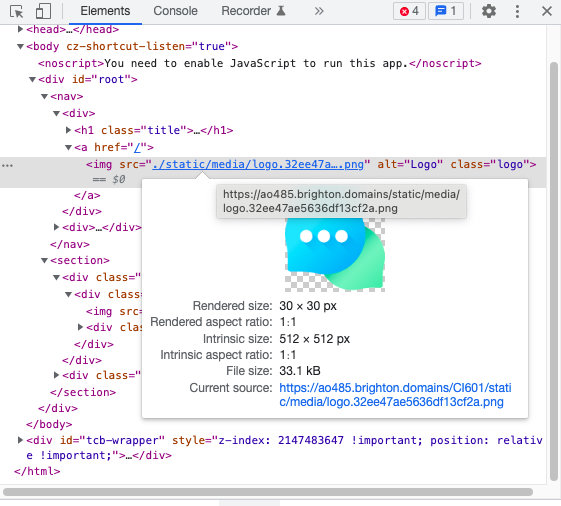 Elements Console Recorder 4 1
<head>…</head>
<body cz-shortcut-listen="true">
<noscript>You need to enable JavaScript to run this app.</noscript>
<div id="root">
<nav>
<div>
<h1 class="title">…</h1>
<a href="/">
… <img src="./static/media/logo.32ee47a….png" alt="Logo" class="logo">
== $0
</a>
</div>
<div>…</div>
</nav>
<section>
<div class="
<div class=
<img src
<div clas
</div>
</div>
<div class="
</section>
</div>
</body>
<div id="tcb-wrapper" style="z-index: 2147483647 !important; position: relativ
e !important;">…</div>
</html>
https://ao485.brighton.domains/static/media/
logo.32ee47ae5636df13cf2a.png
Rendered size: 30 × 30 px
Rendered aspect ratio: 1:1
Intrinsic size: 512 × 512 px
Intrinsic aspect ratio: 1:1
File size: 33.1 kB
Current source: https://ao485.brighton.domains/CI601/stati
c/media/logo.32ee47ae5636df13cf2a.png